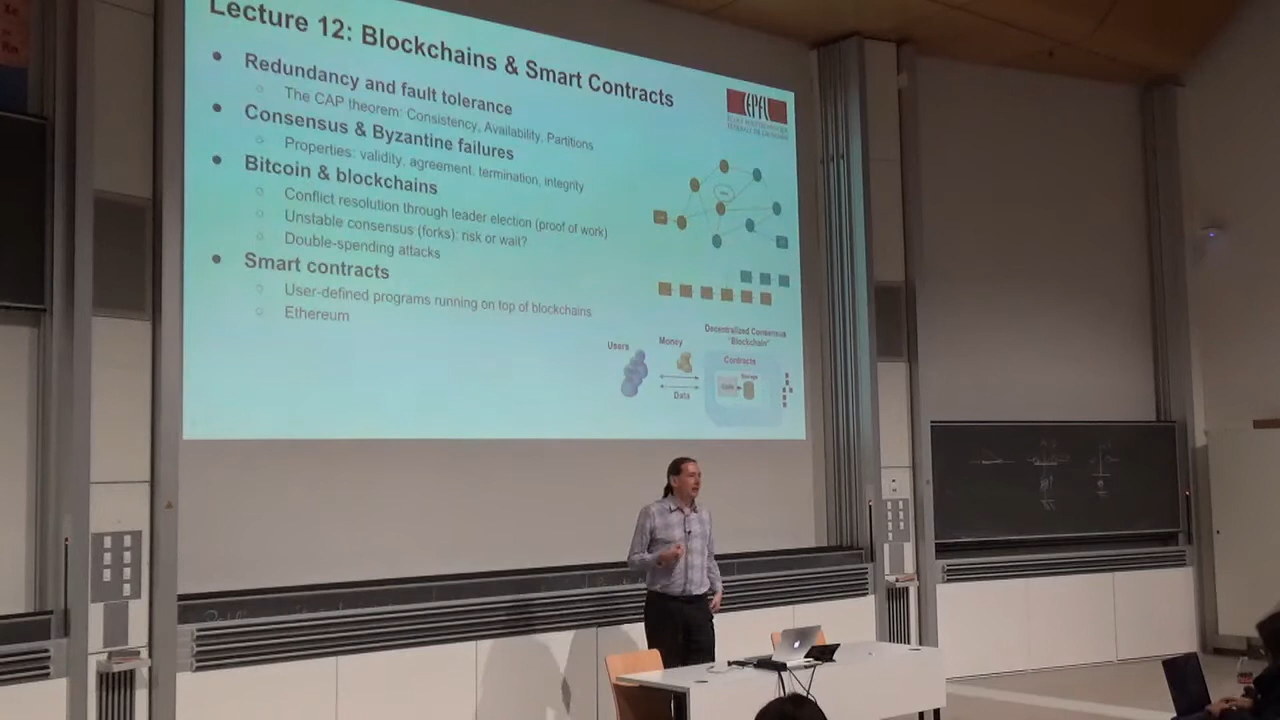 Lecture 12: Blockchains & Smart Contracts
Redundancy and fault tolerance
The CAP theorem: Consistency, Availability, Partitions
Consensus & Byzantine failures
Properties: validity, agreement, termination, integrity
Bitcoin & blockchains
Conflict resolution through leader election (proof of work)
Unstable consensus (forks): risk or wait?
Double-spending attacks
Smart contracts
User-defined programs running on top of blockchains
Ethereum
EPFL
Decentralized Consensus
"Blockchain"
Users
Money
Contracts
Data